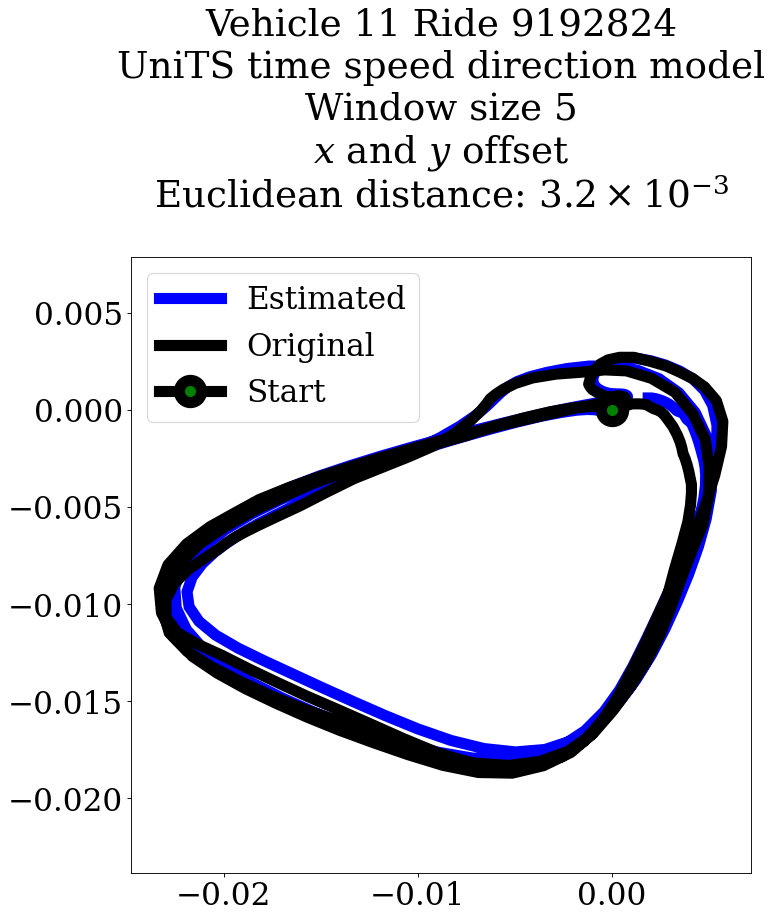 Vehicle 11 Ride 9192824
UniTS time speed direction model
Window size 5
x and y offset
Euclidean distance: 3.2 × 10⁻³
Estimated
Original
Start
0.005
0.000
−0.005
−0.010
−0.015
−0.020
−0.02 −0.01 0.00